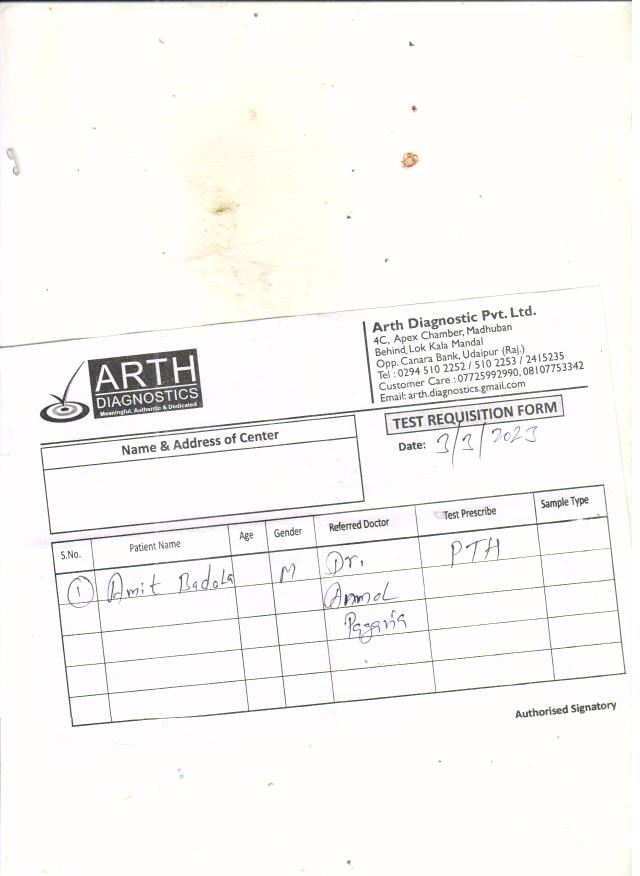 ARTH
DIAGNOSTICS
Meaningful, Authentic & Dedicated
Arth Diagnostic Pvt. Ltd.
4C, Apex Chamber, Madhuban
Behind Lok Kala Mandal
Opp. Canara Bank, Udaipur (Raj.)
Tel : 0294 510 2252 / 510 2253 / 2415235
Customer Care : 07725992990, 08107753342
Email: arth.diagnostics.gmail.com
TEST REQUISITION FORM
Name & Address of Center
Date: 3/3/2023
S.No. Patient Name Age Gender Referred Doctor Test Prescribe Sample Type
1 Amit Badola M Dr. PTH
Anmol
Pagaria
Authorised Signatory